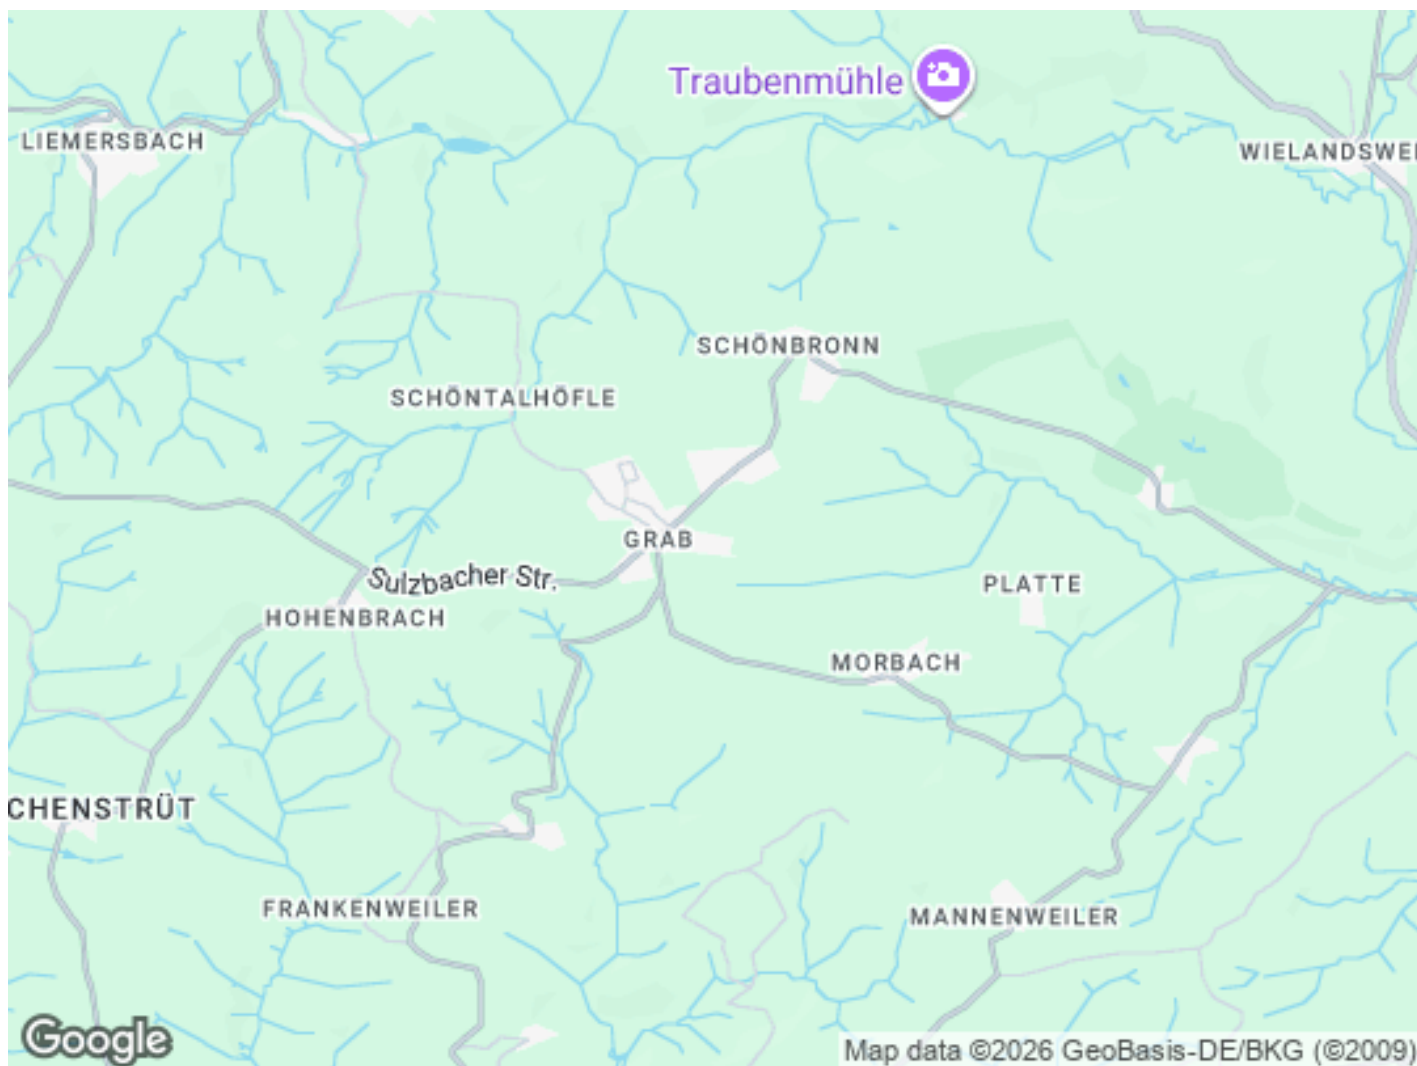 Traubenmühle
LIEMERSBACH
WIELANDSWEI
SCHÖNBRONN
SCHÖNTALHÖFLE
GRAB
Sulzbacher Str.
PLATTE
HOHENBRACH
MORBACH
CHENSTRÜT
FRANKENWEILER
MANNENWEILER
Google
Map data ©2026 GeoBasis-DE/BKG (©2009)